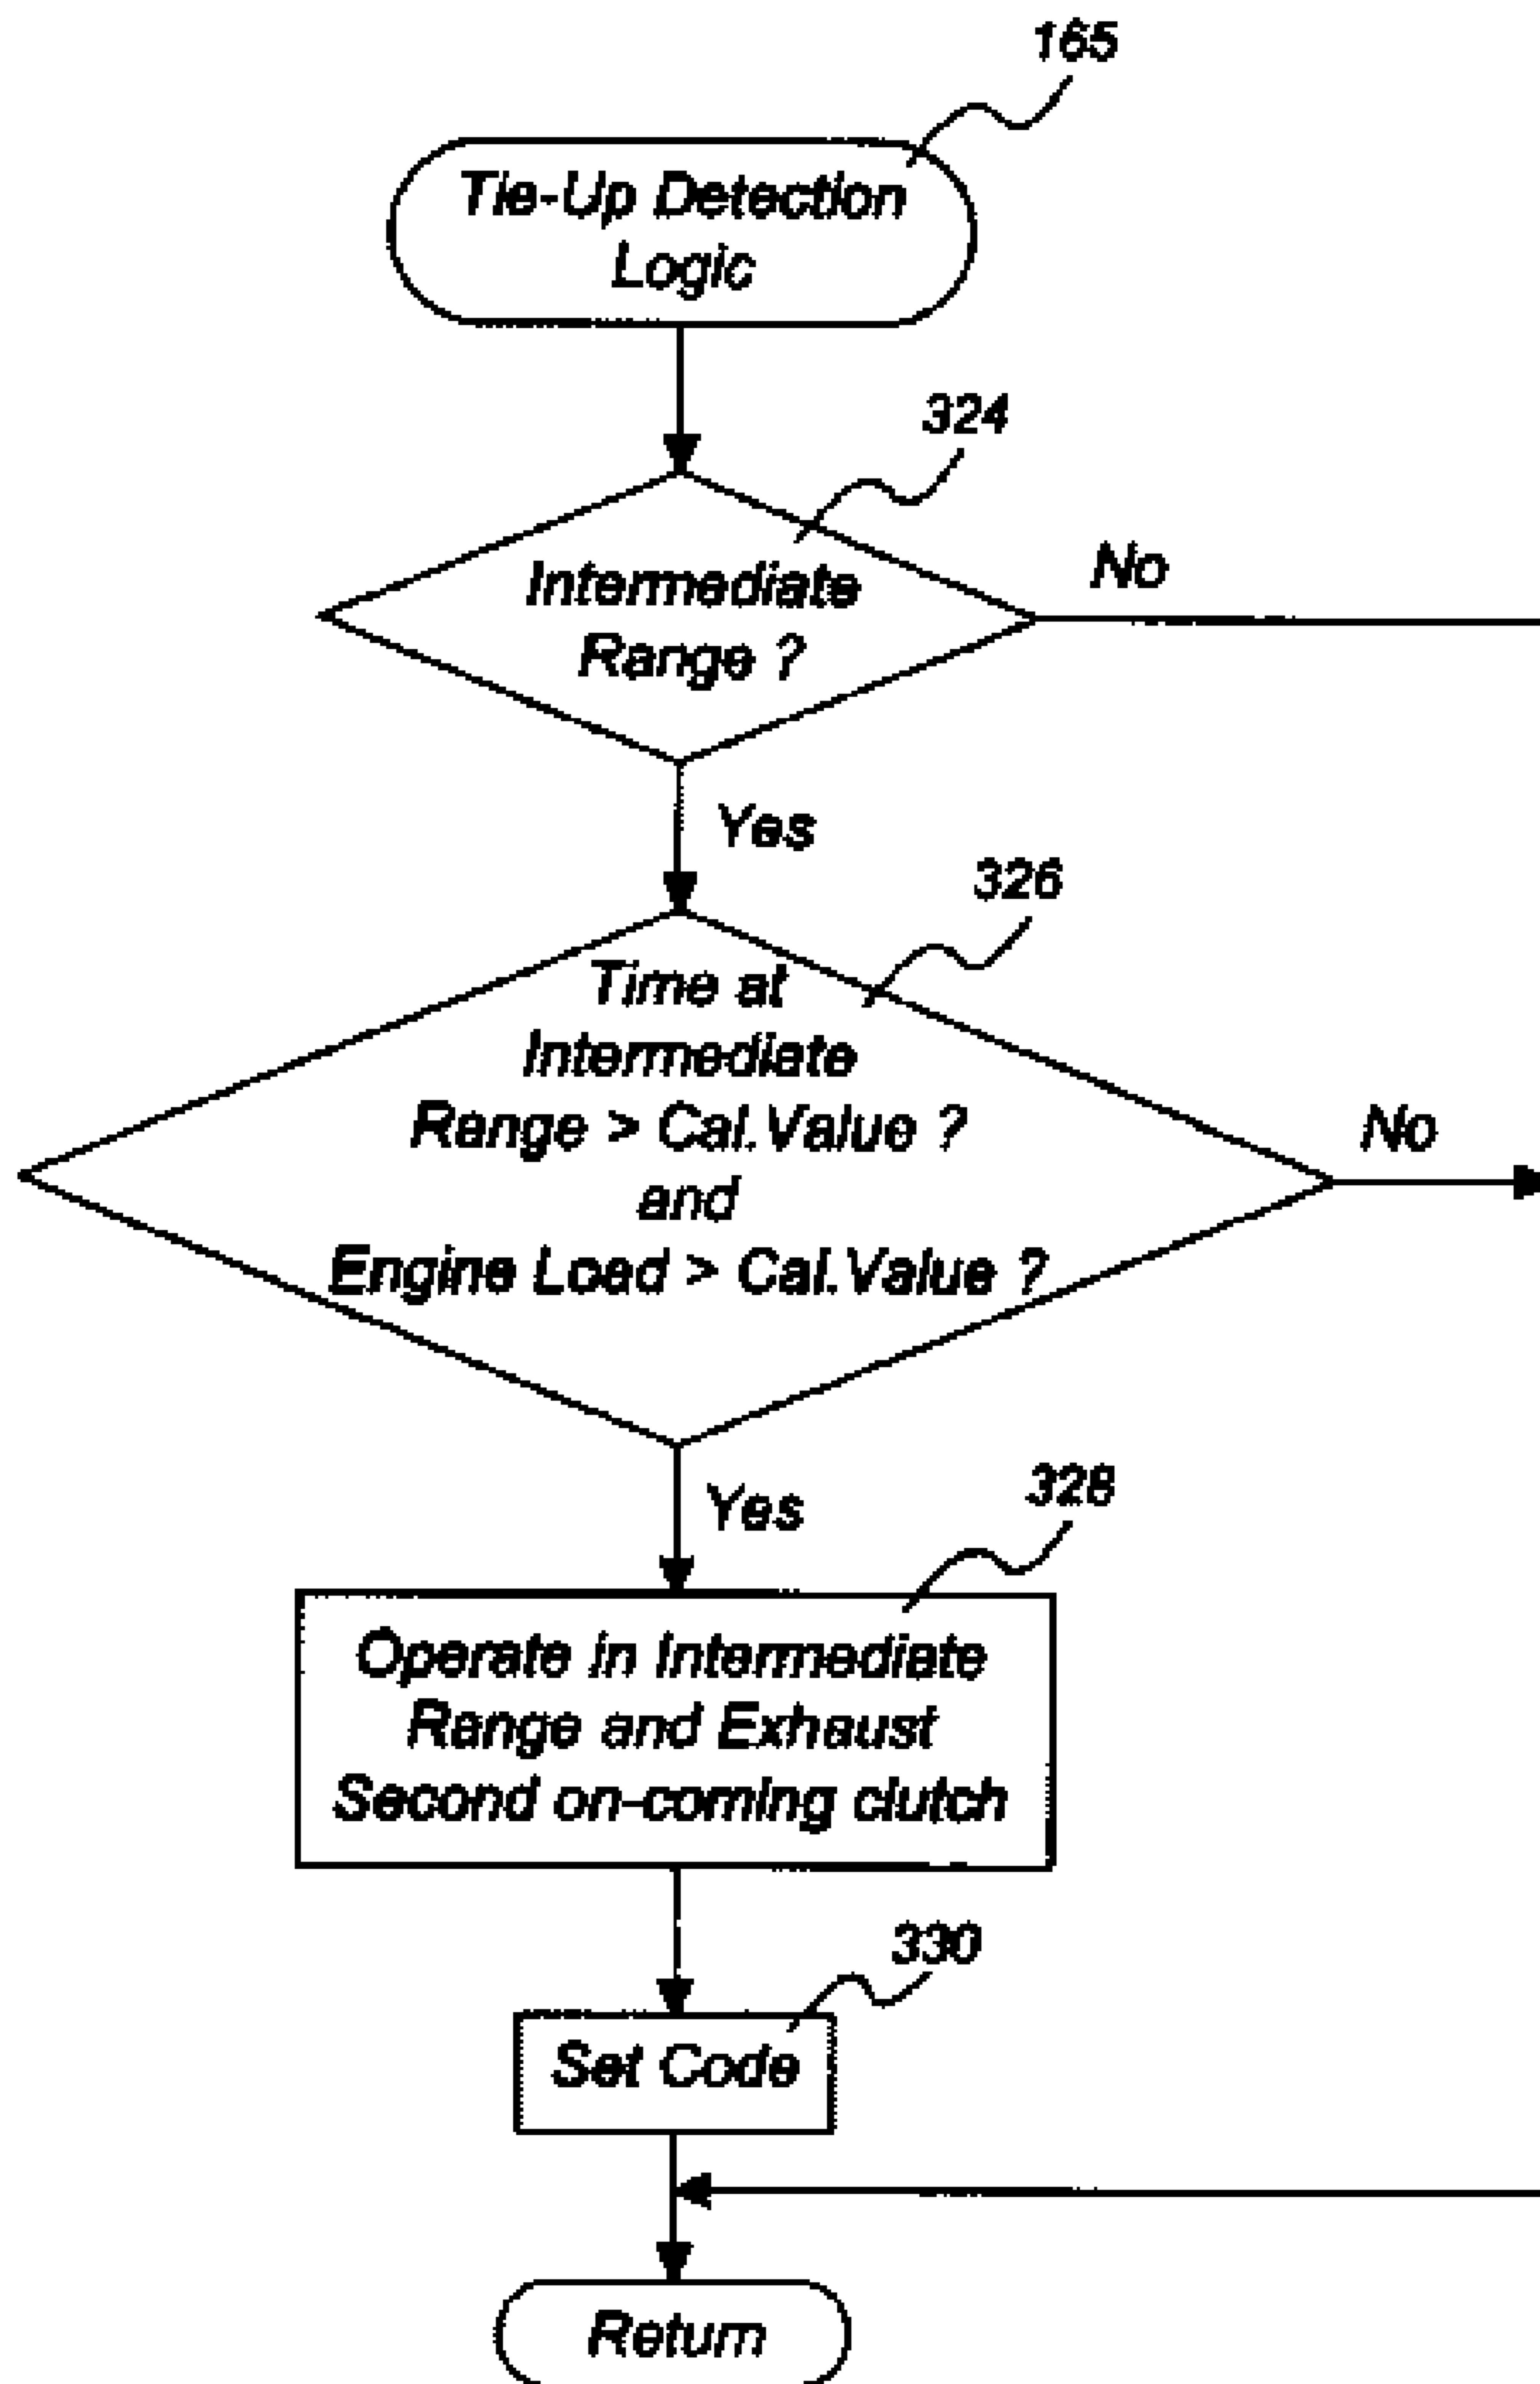 165
Tie-Up Detection
Logic
324
Intermediate
Range ?
No
Yes
326
Time at
Intermediate
Range > Cal.Value ?
and
Engine Load > Cal.Value ?
No
Yes
328
Operate in Intermediate
Range and Exhaust
Second on-coming clutch
330
Set Code
Return